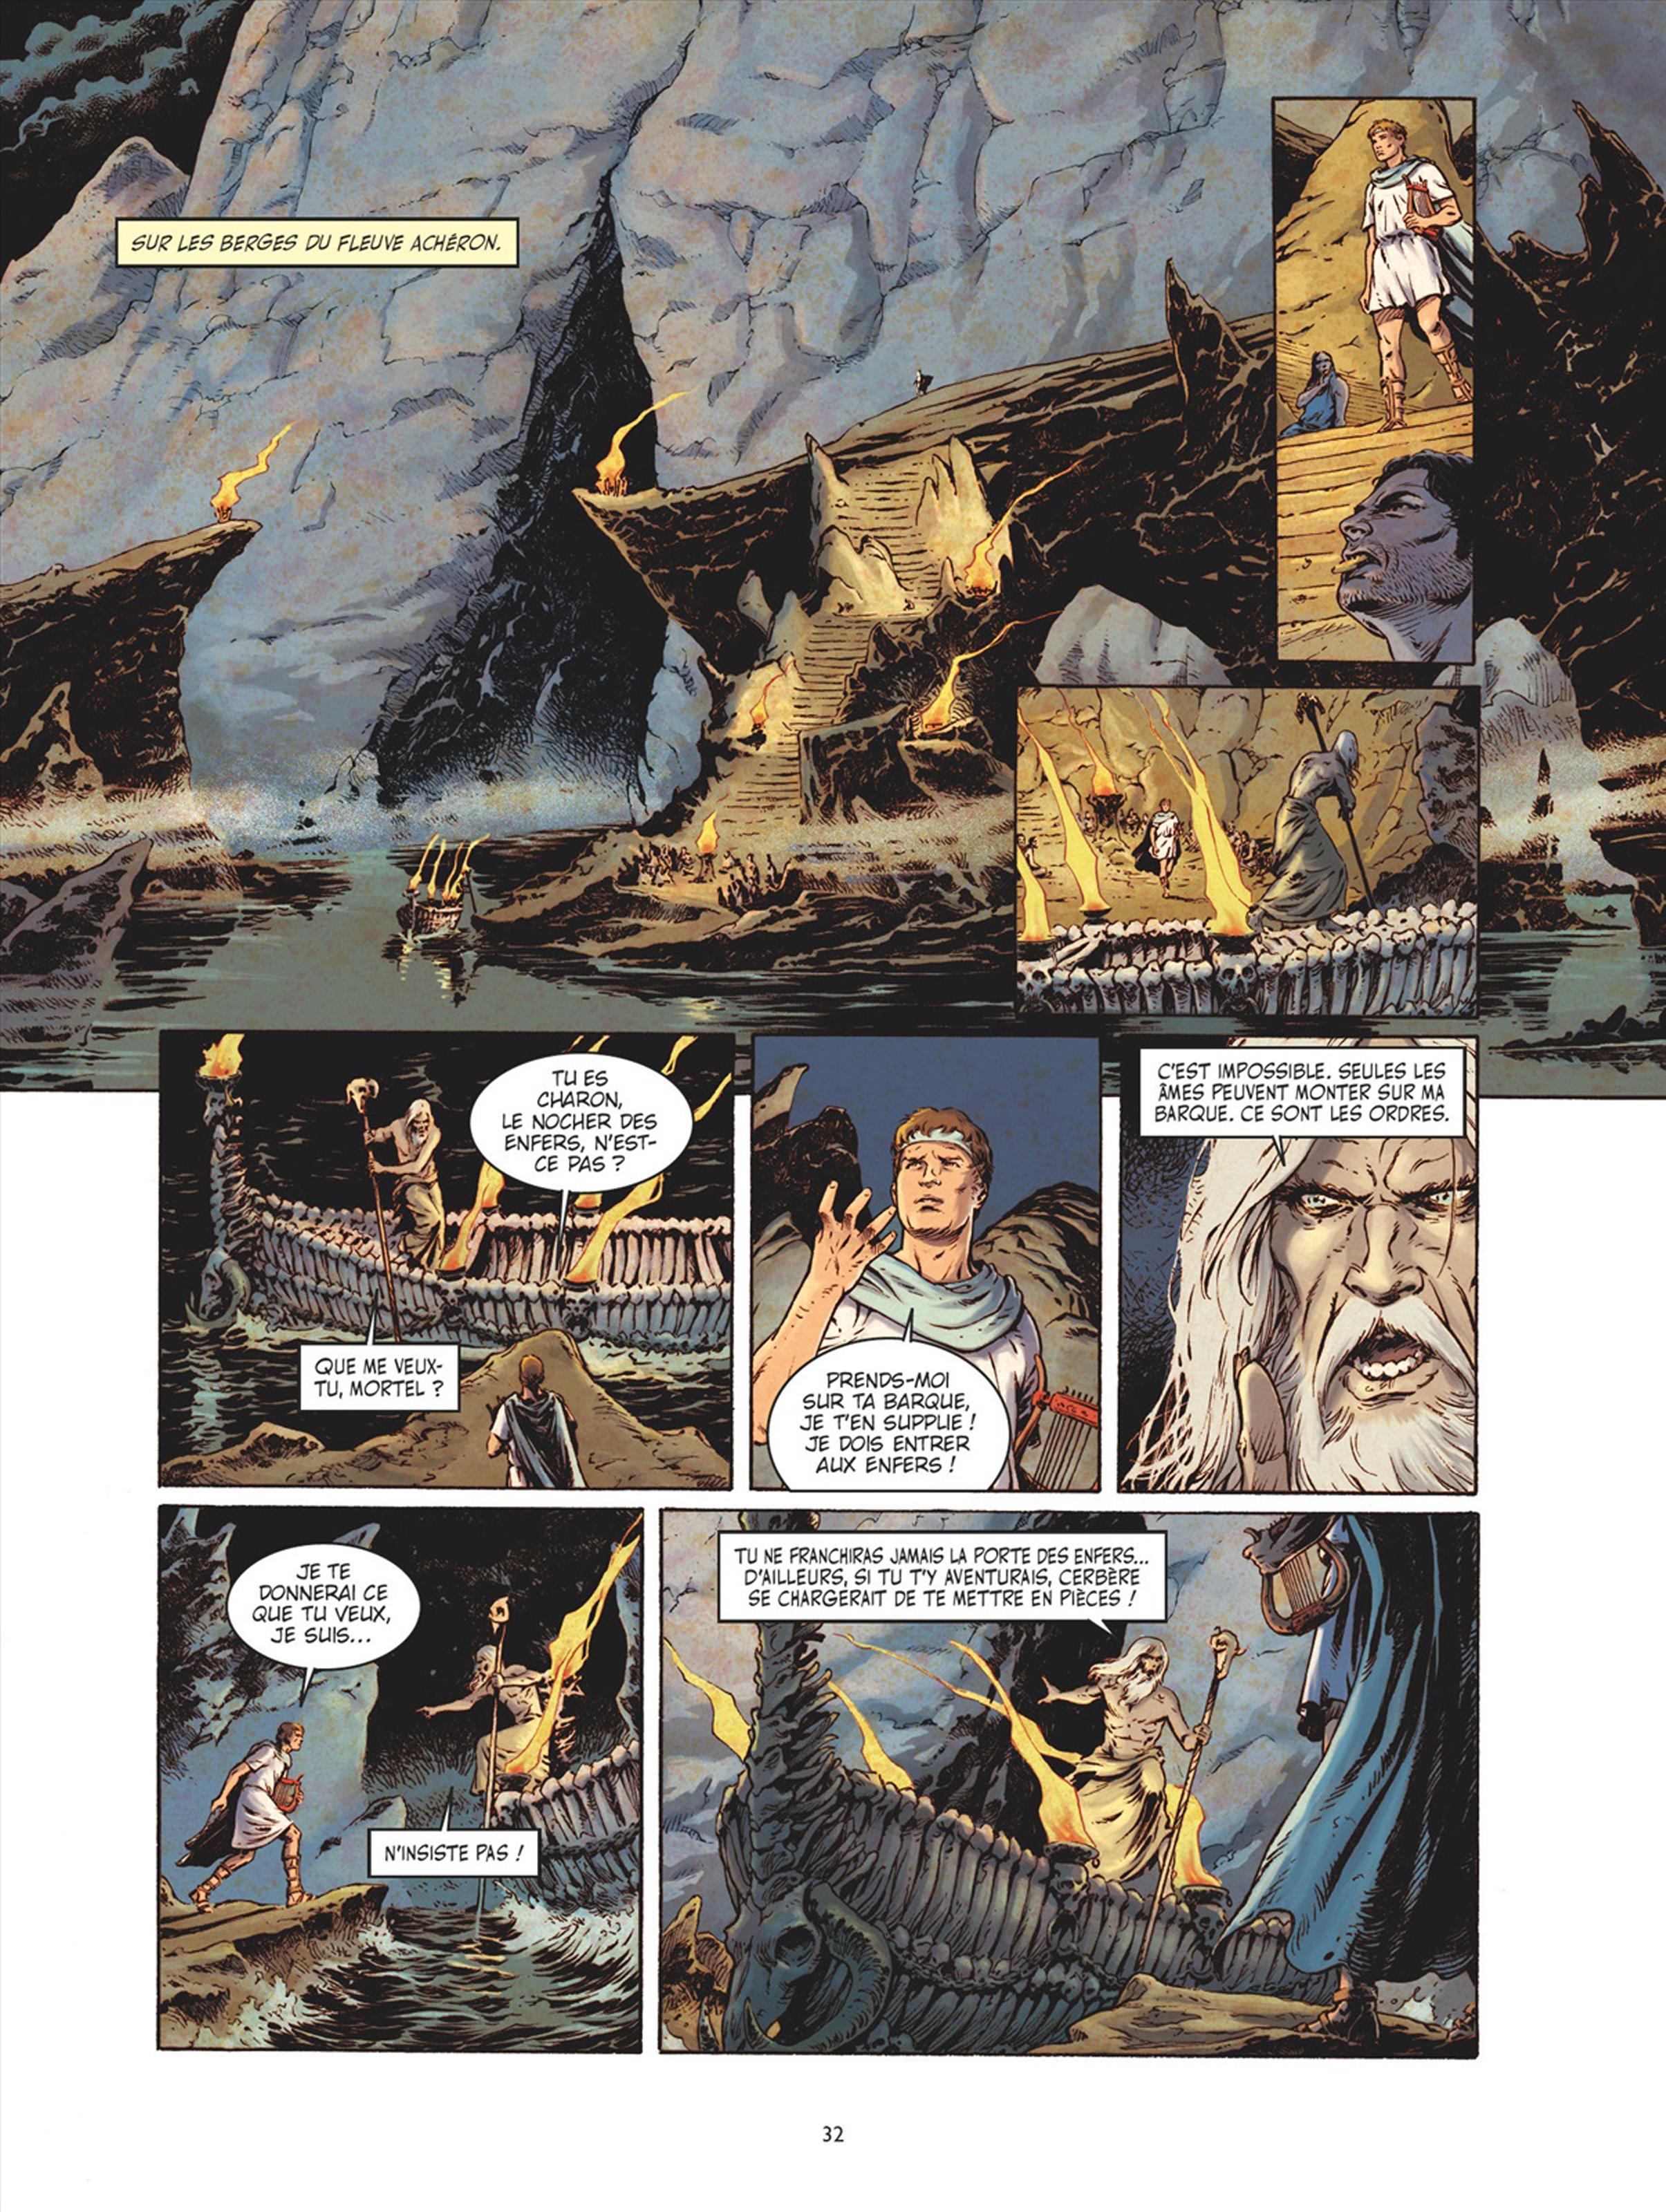 SUR LES BERGES DU FLEUVE ACHÉRON.
TU ES
CHARON,
LE NOCHER DES
ENFERS, N'EST-
CE PAS ?
QUE ME VEUX-
TU, MORTEL ?
PRENDS-MOI
SUR TA BARQUE,
JE T'EN SUPPLIE !
JE DOIS ENTRER
AUX ENFERS !
C'EST IMPOSSIBLE. SEULES LES
ÂMES PEUVENT MONTER SUR MA
BARQUE. CE SONT LES ORDRES.
JE TE
DONNERAI CE
QUE TU VEUX,
JE SUIS...
N'INSISTE PAS !
TU NE FRANCHIRAS JAMAIS LA PORTE DES ENFERS...
D'AILLEURS, SI TU T'Y AVENTURAIS, CERBÈRE
SE CHARGERAIT DE TE METTRE EN PIÈCES !
32